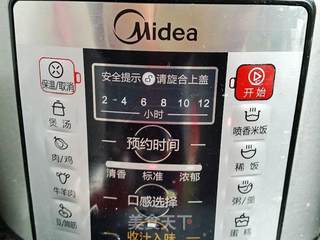 Midea
保温/取消
安全提示 请旋合上盖
开始
2 - 4 6 8 10 12
小时
煲汤
喷香米饭
预约时间
肉/鸡
稀饭
清香 标准 浓郁
牛羊肉
粥/
口感选择
豆/蹄筋
蛋糕
美食天下
收汁入味